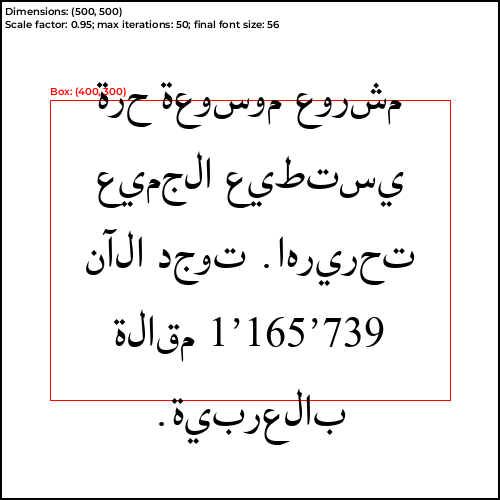 مشروع موسوعة حرة
يستطيع الجميع
تحريرها. توجد الآن
1’165’739 مقالة
بالعربية.
Dimensions: (500, 500)
Scale factor: 0.95; max iterations: 50; final font size: 56
Box: (400,300)